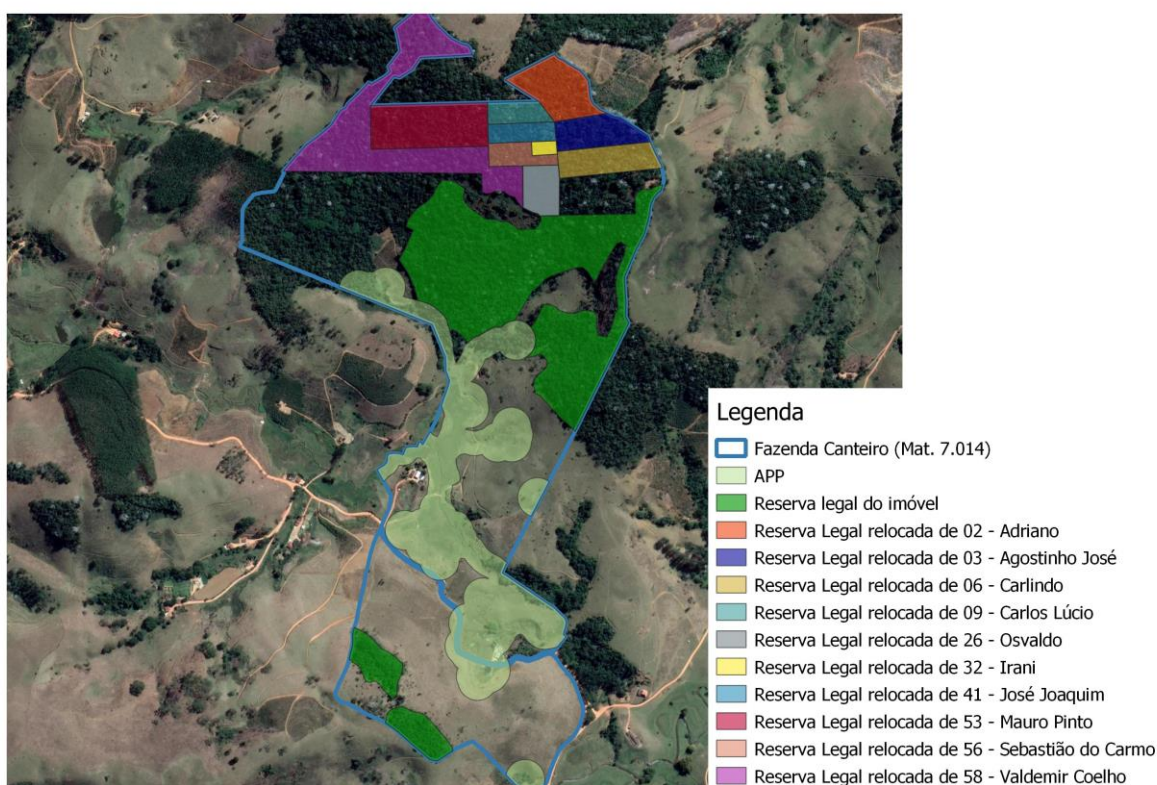 Legenda
Fazenda Canteiro (Mat. 7.014)
APP
Reserva legal do imóvel
Reserva Legal relocada de 02 - Adriano
Reserva Legal relocada de 03 - Agostinho José
Reserva Legal relocada de 06 - Carlindo
Reserva Legal relocada de 09 - Carlos Lúcio
Reserva Legal relocada de 26 - Osvaldo
Reserva Legal relocada de 32 - Irani
Reserva Legal relocada de 41 - José Joaquim
Reserva Legal relocada de 53 - Mauro Pinto
Reserva Legal relocada de 56 - Sebastião do Carmo
Reserva Legal relocada de 58 - Valdemir Coelho